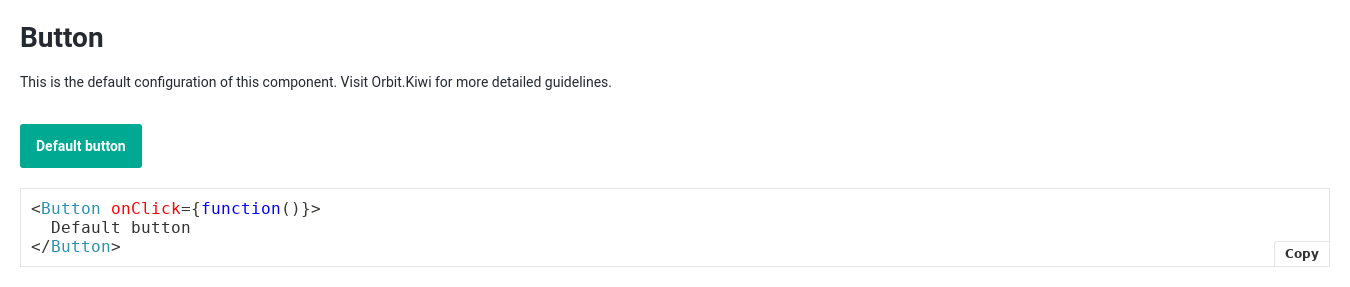 Button
This is the default configuration of this component. Visit Orbit.Kiwi for more detailed guidelines.
Default button
<Button onClick={function()}>
  Default button
</Button>
Copy